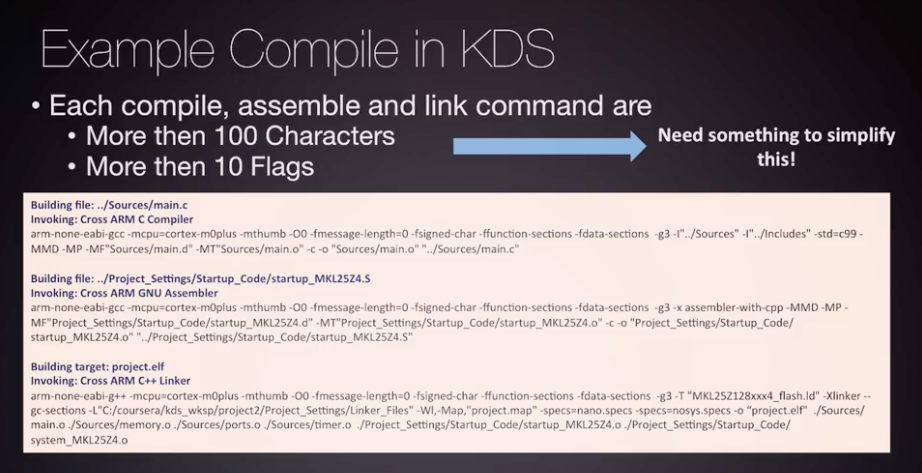 Example Compile in KDS
• Each compile, assemble and link command are
• More then 100 Characters
• More then 10 Flags
Need something to simplify
this!
Building file: ../Sources/main.c
Invoking: Cross ARM C Compiler
arm-none-eabi-gcc -mcpu=cortex-m0plus -mthumb -O0 -fmessage-length=0 -fsigned-char -ffunction-sections -fdata-sections  -g3 -I"../Sources" -I"../Includes" -std=c99 -
MMD -MP -MF"Sources/main.d" -MT"Sources/main.o" -c -o "Sources/main.o" "../Sources/main.c"
Building file: ../Project_Settings/Startup_Code/startup_MKL25Z4.S
Invoking: Cross ARM GNU Assembler
arm-none-eabi-gcc -mcpu=cortex-m0plus -mthumb -O0 -fmessage-length=0 -fsigned-char -ffunction-sections -fdata-sections  -g3 -x assembler-with-cpp -MMD -MP -
MF"Project_Settings/Startup_Code/startup_MKL25Z4.d" -MT"Project_Settings/Startup_Code/startup_MKL25Z4.o" -c -o "Project_Settings/Startup_Code/
startup_MKL25Z4.o" "../Project_Settings/Startup_Code/startup_MKL25Z4.S"
Building target: project.elf
Invoking: Cross ARM C++ Linker
arm-none-eabi-g++ -mcpu=cortex-m0plus -mthumb -O0 -fmessage-length=0 -fsigned-char -ffunction-sections -fdata-sections  -g3 -T "MKL25Z128xxx4_flash.ld" -Xlinker --
gc-sections -L"C:/coursera/kds_wksp/project2/Project_Settings/Linker_Files" -Wl,-Map,"project.map" -specs=nano.specs -specs=nosys.specs -o "project.elf"  ./Sources/
main.o ./Sources/memory.o ./Sources/ports.o ./Sources/timer.o  ./Project_Settings/Startup_Code/startup_MKL25Z4.o ./Project_Settings/Startup_Code/
system_MKL25Z4.o